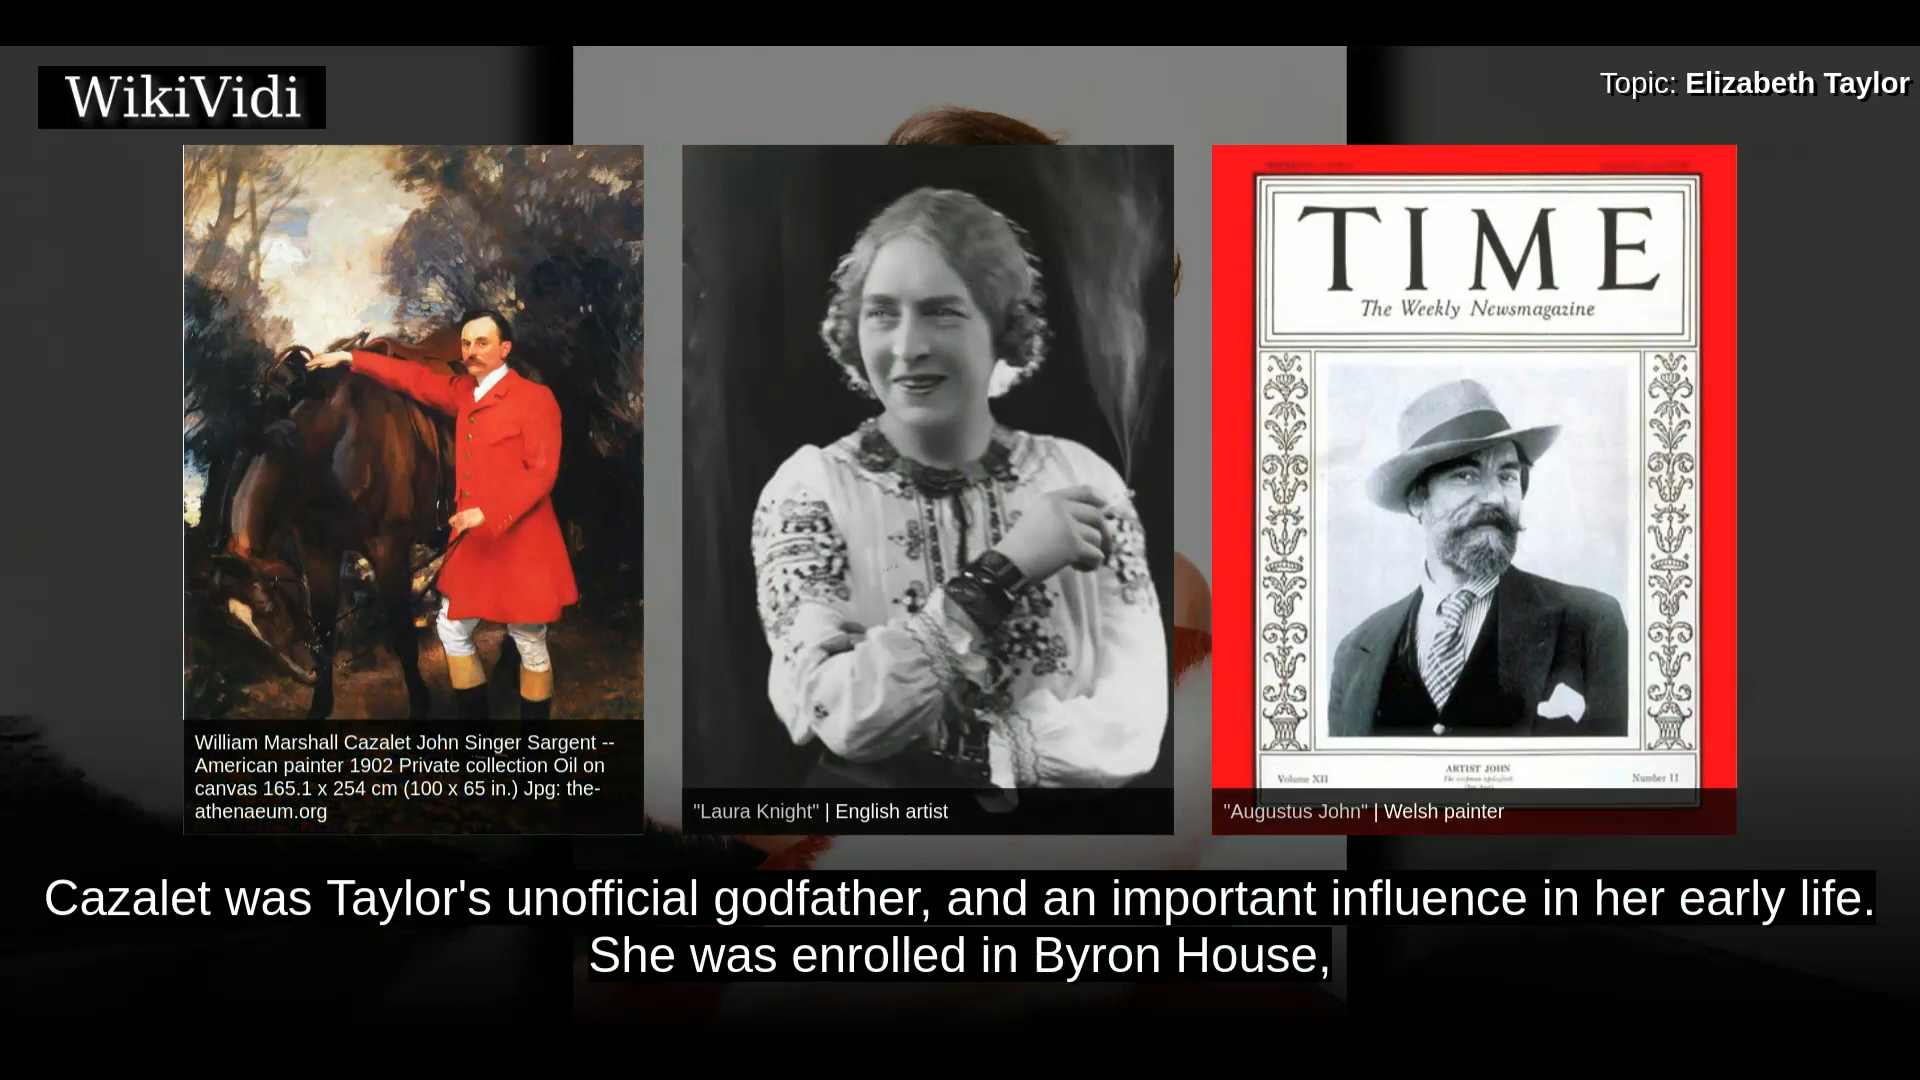 WikiVidi
Topic: Elizabeth Taylor
TIME
The Weekly Newsmagazine
ARTIST JOHN
Volume XII
Number 11
William Marshall Cazalet John Singer Sargent --
American painter 1902 Private collection Oil on
canvas 165.1 x 254 cm (100 x 65 in.) Jpg: the-
athenaeum.org
"Laura Knight" | English artist
"Augustus John" | Welsh painter
Cazalet was Taylor's unofficial godfather, and an important influence in her early life.
She was enrolled in Byron House,